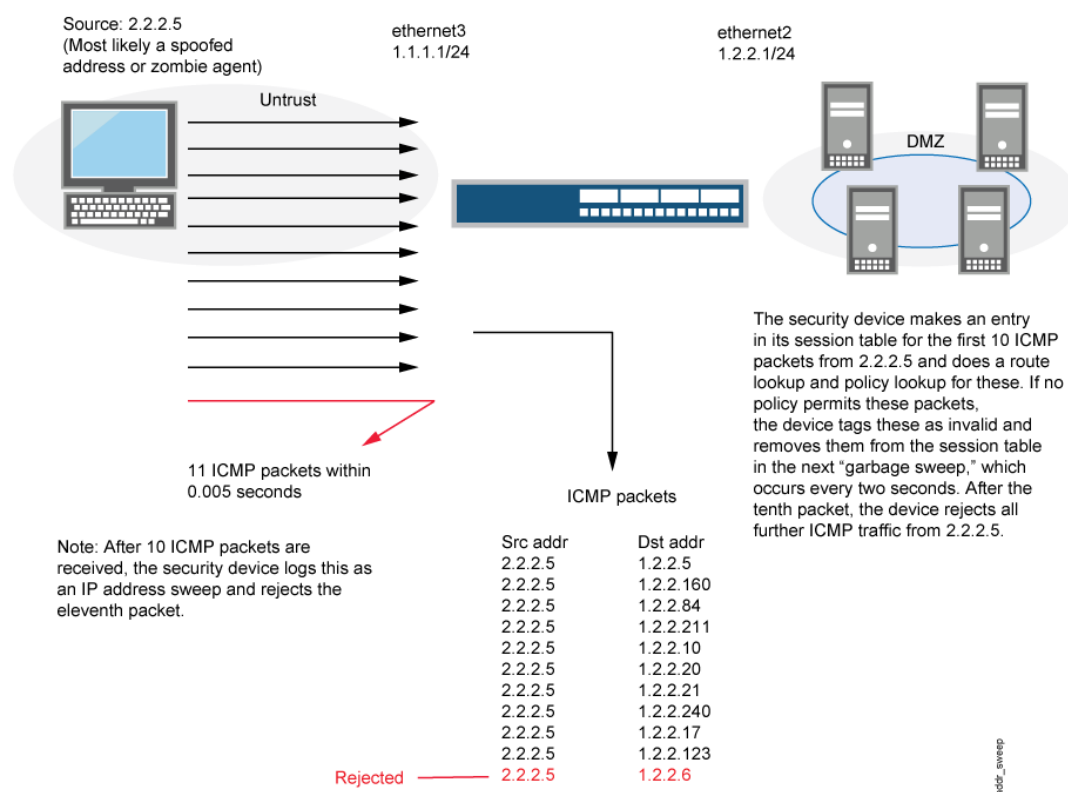 Source: 2.2.2.5
(Most likely a spoofed
address or zombie agent)
ethernet3
1.1.1.1/24
ethernet2
1.2.2.1/24
Untrust
DMZ
11 ICMP packets within
0.005 seconds
Note: After 10 ICMP packets are
received, the security device logs this as
an IP address sweep and rejects the
eleventh packet.
The security device makes an entry
in its session table for the first 10 ICMP
packets from 2.2.2.5 and does a route
lookup and policy lookup for these. If no
policy permits these packets,
the device tags these as invalid and
removes them from the session table
in the next “garbage sweep,” which
occurs every two seconds. After the
tenth packet, the device rejects all
further ICMP traffic from 2.2.2.5.
ICMP packets
Src addr Dst addr
2.2.2.5 1.2.2.5
2.2.2.5 1.2.2.160
2.2.2.5 1.2.2.84
2.2.2.5 1.2.2.211
2.2.2.5 1.2.2.10
2.2.2.5 1.2.2.20
2.2.2.5 1.2.2.21
2.2.2.5 1.2.2.240
2.2.2.5 1.2.2.17
2.2.2.5 1.2.2.123
Rejected 2.2.2.5 1.2.2.6